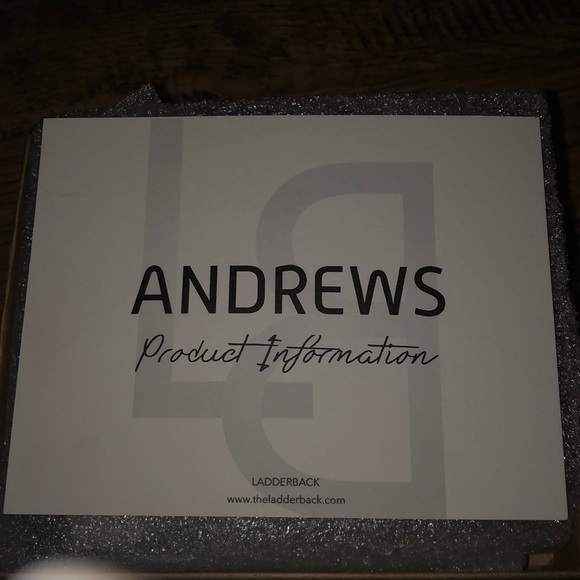 ANDREWS
Product Information
LADDERBACK
www.theladderback.com